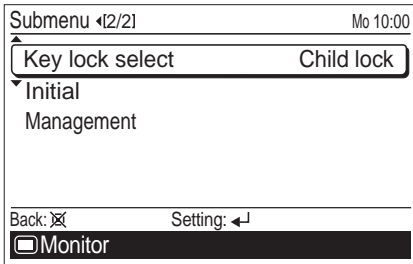 Submenu [2/2] Mo 10:00
Key lock select Child lock
Initial
Management
Back: Setting:
Monitor